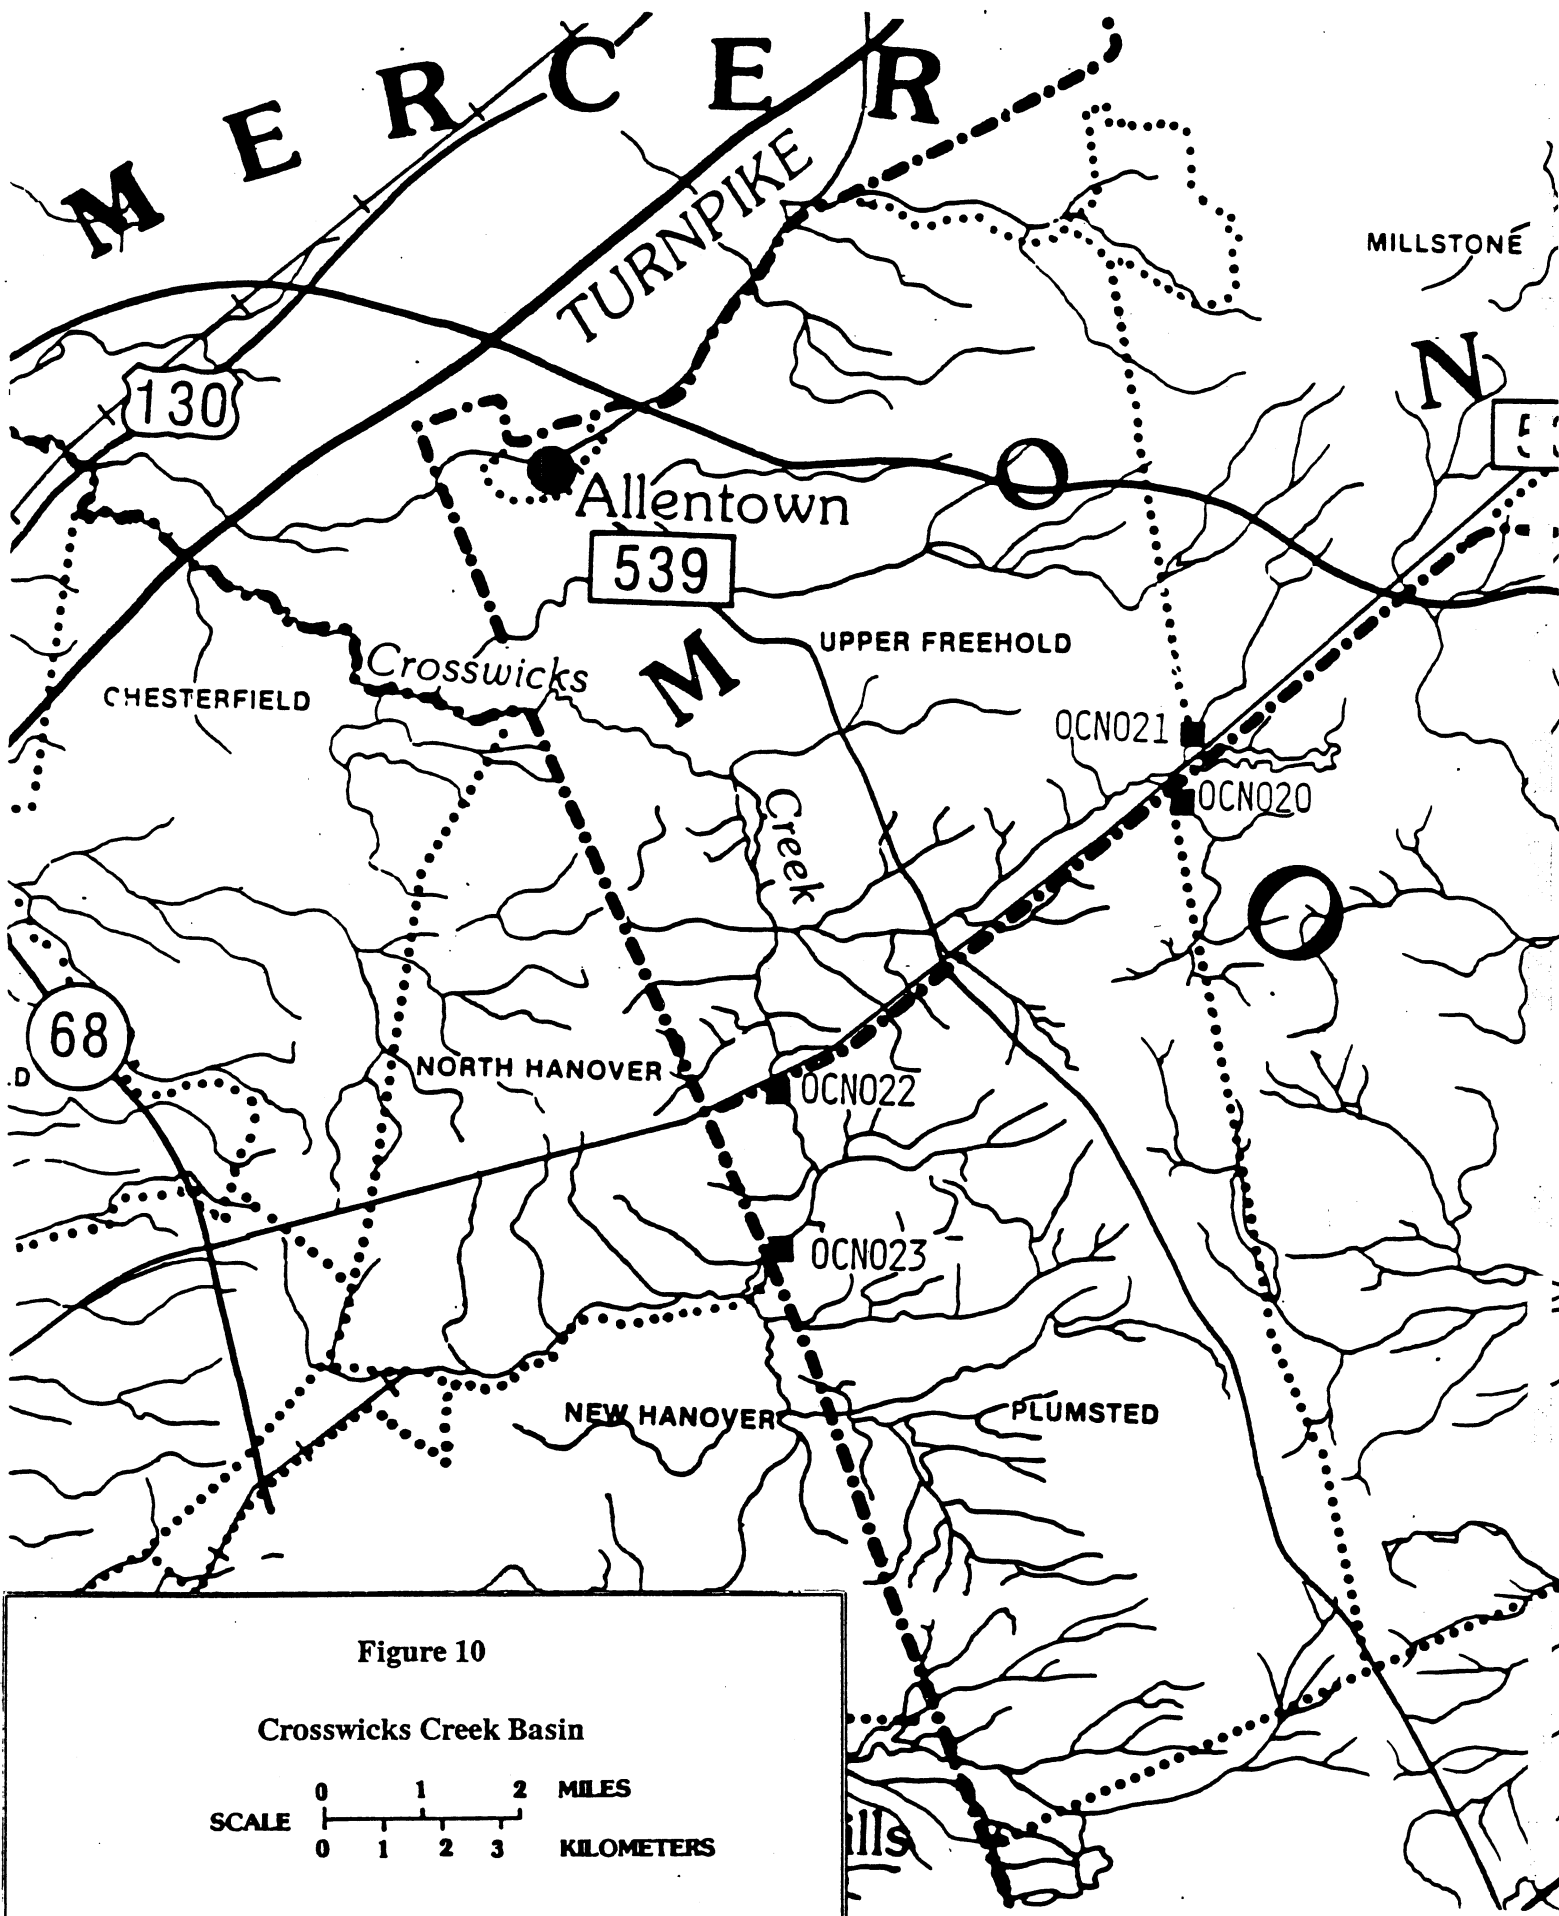 MERCER
TURNPIKE
MILLSTONE
N
130
Allentown
539
M
UPPER FREEHOLD
Crosswicks
Creek
CHESTERFIELD
OCN021
OCN020
68
D
NORTH HANOVER
OCN022
OCN023
NEW HANOVER
PLUMSTED
Figure 10
Crosswicks Creek Basin
0 1 2 MILES
SCALE
0 1 2 3 KILOMETERS
ills